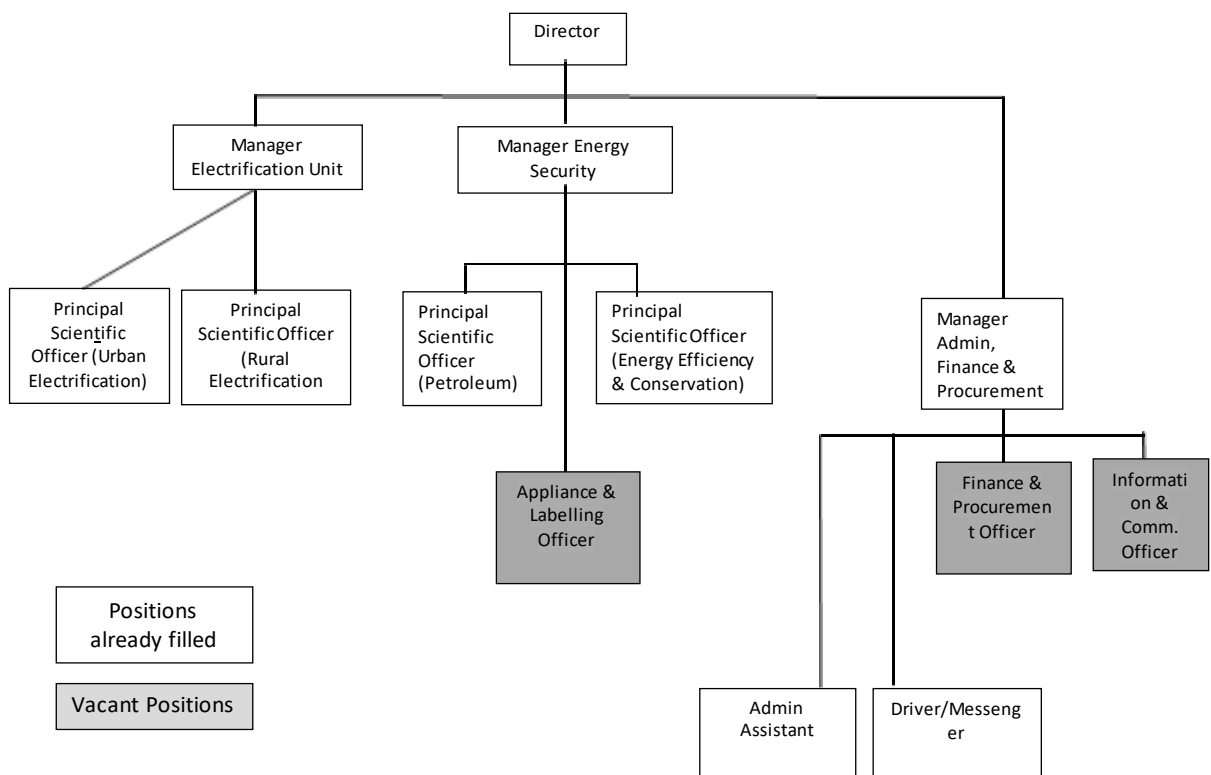 Director
Manager
Electrification Unit
Manager Energy
Security
Principal
Scientific
Officer (Urban
Electrification)
Principal
Scientific Officer
(Rural
Electrification
Principal
Scientific
Officer
(Petroleum)
Principal
Scientific Officer
(Energy Efficiency
& Conservation)
Manager
Admin,
Finance &
Procurement
Appliance &
Labelling
Officer
Finance &
Procuremen
t Officer
Informati
on &
Comm.
Officer
Positions
already filled
Vacant Positions
Admin
Assistant
Driver/Messeng
er